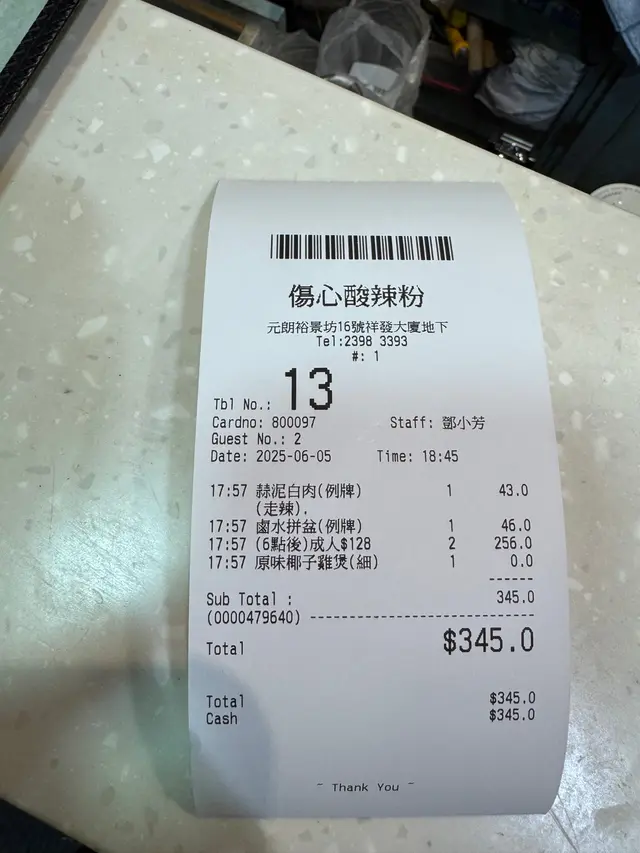 傷心酸辣粉
元朗裕景坊16號祥發大廈地下
Tel:2398 3393
#: 1
Tbl No.: 13
Cardno: 800097 Staff: 鄧小芳
Guest No.: 2
Date: 2025-06-05 Time: 18:45
17:57 蒜泥白肉(例牌) 1 43.0
(走辣).
17:57 鹵水拼盆(例牌) 1 46.0
17:57 (6點後)成人$128 2 256.0
17:57 原味椰子雞煲(細) 1 0.0
------
Sub Total : 345.0
(0000479640) ----------------------------
Total $345.0
Total $345.0
Cash $345.0
~ Thank You ~